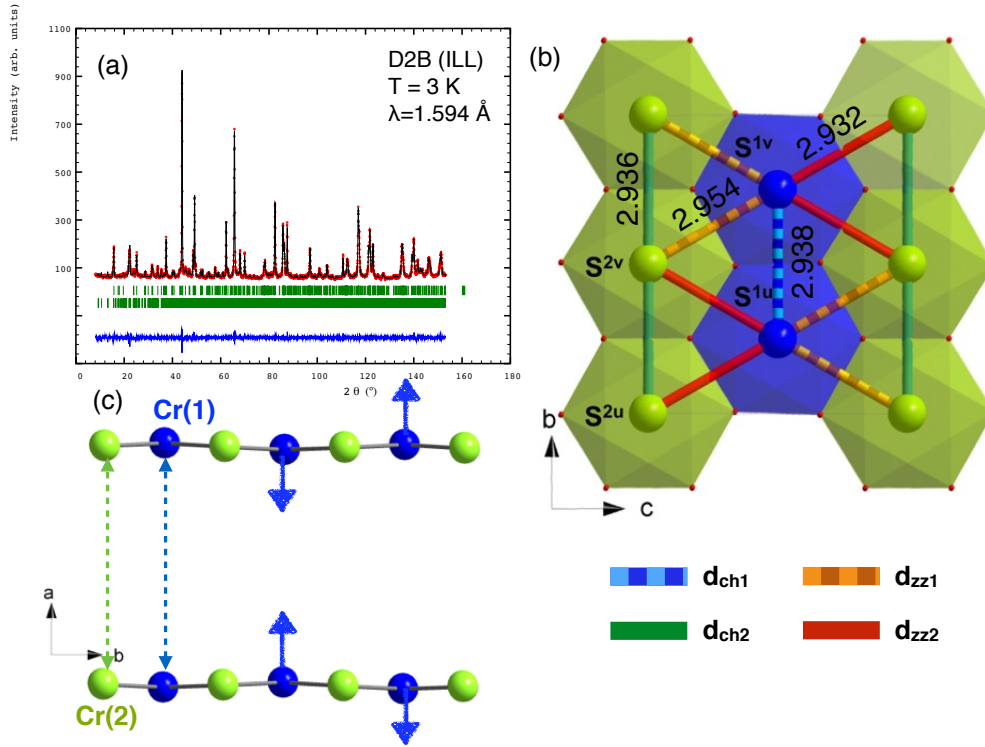 Intensity (arb. units)
1100
900
700
500
300
100
0
20
40
60
80
100
120
140
160
180
2 θ (º)
(a)
D2B (ILL)
T = 3 K
λ=1.594 Å
(b)
S1v
2.932
2.936
2.954
S2v
2.938
S1u
S2u
b
c
dch1
dzz1
dch2
dzz2
(c)
Cr(1)
a
b
Cr(2)